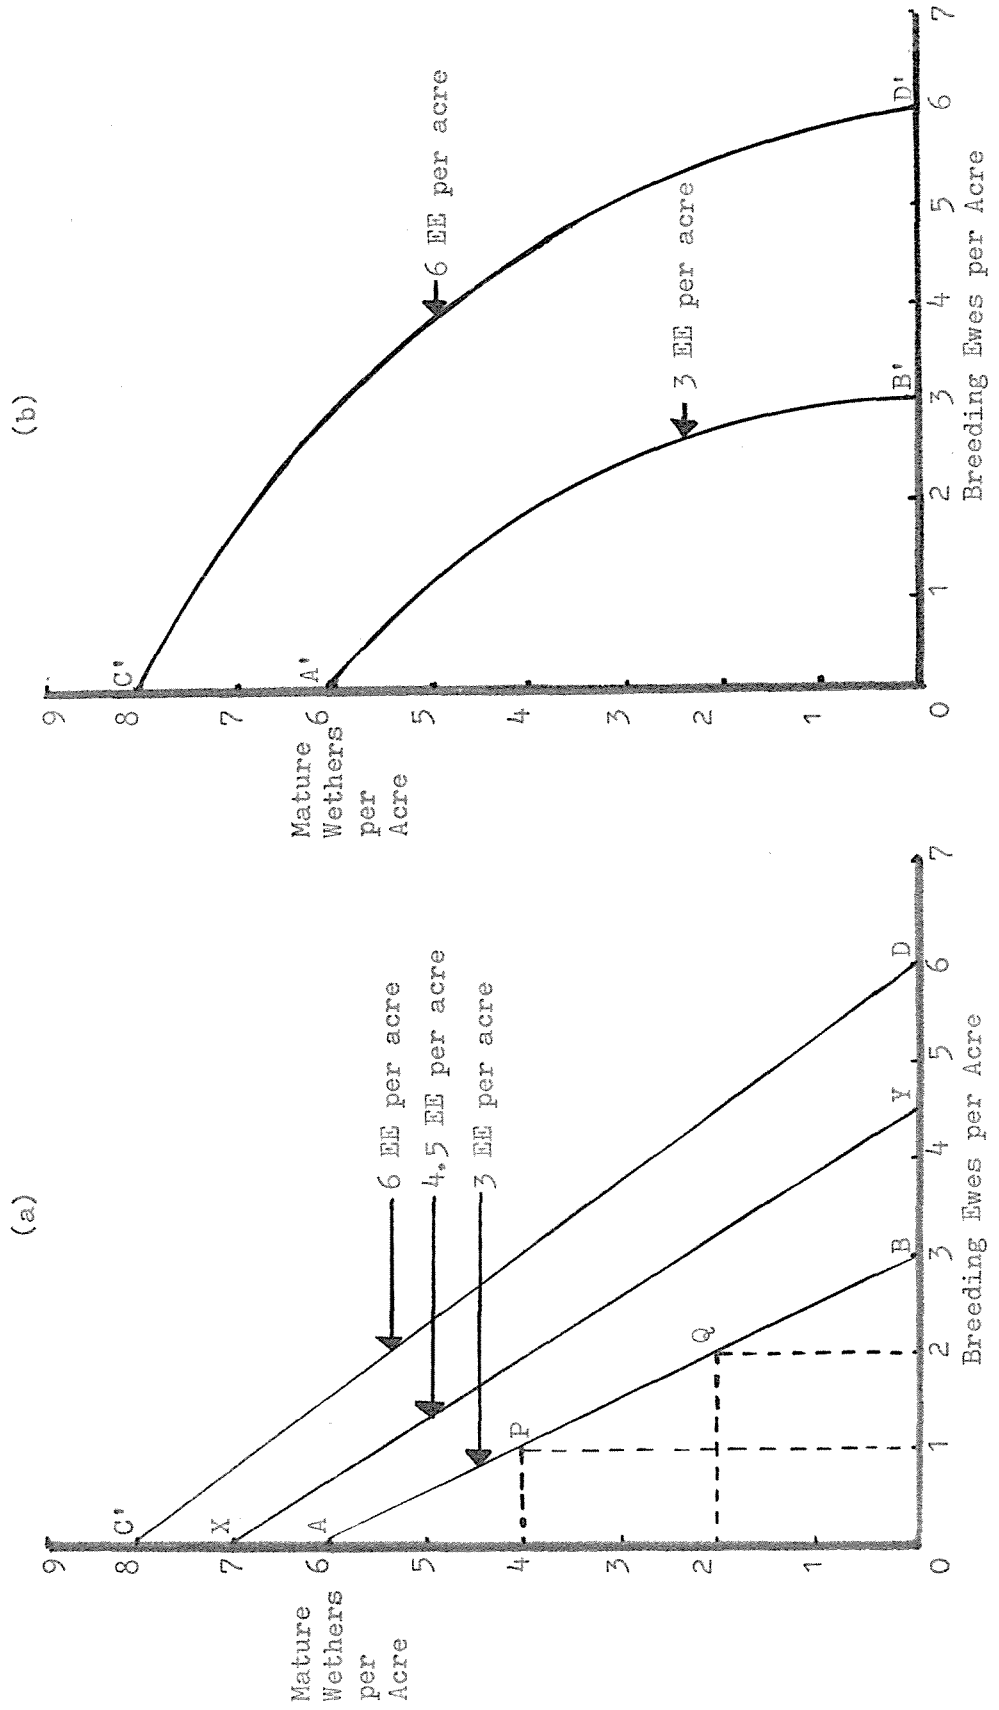 (a)
9
8
7
6
5
4
3
2
1
0
Mature
Wethers
per
Acre
C'
X
A
P
Q
B
Y
D
6 EE per acre
4.5 EE per acre
3 EE per acre
1
2
3
4
5
6
7
Breeding Ewes per Acre
(b)
9
8
7
6
5
4
3
2
1
0
Mature
Wethers
per
Acre
C'
A'
B'
D'
6 EE per acre
3 EE per acre
1
2
3
4
5
6
7
Breeding Ewes per Acre